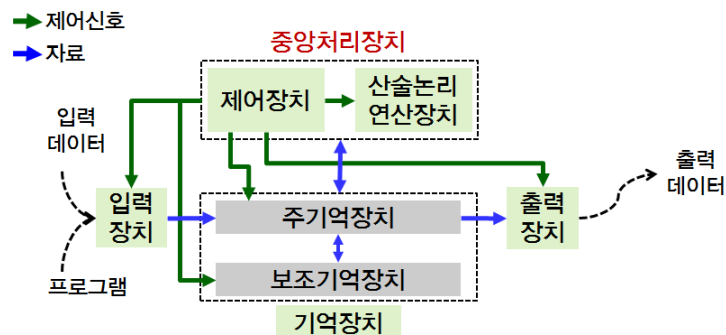 제어신호
자료
중앙처리장치
제어장치
산술논리
연산장치
입력
데이터
출력
데이터
입력
장치
주기억장치
출력
장치
보조기억장치
프로그램
기억장치